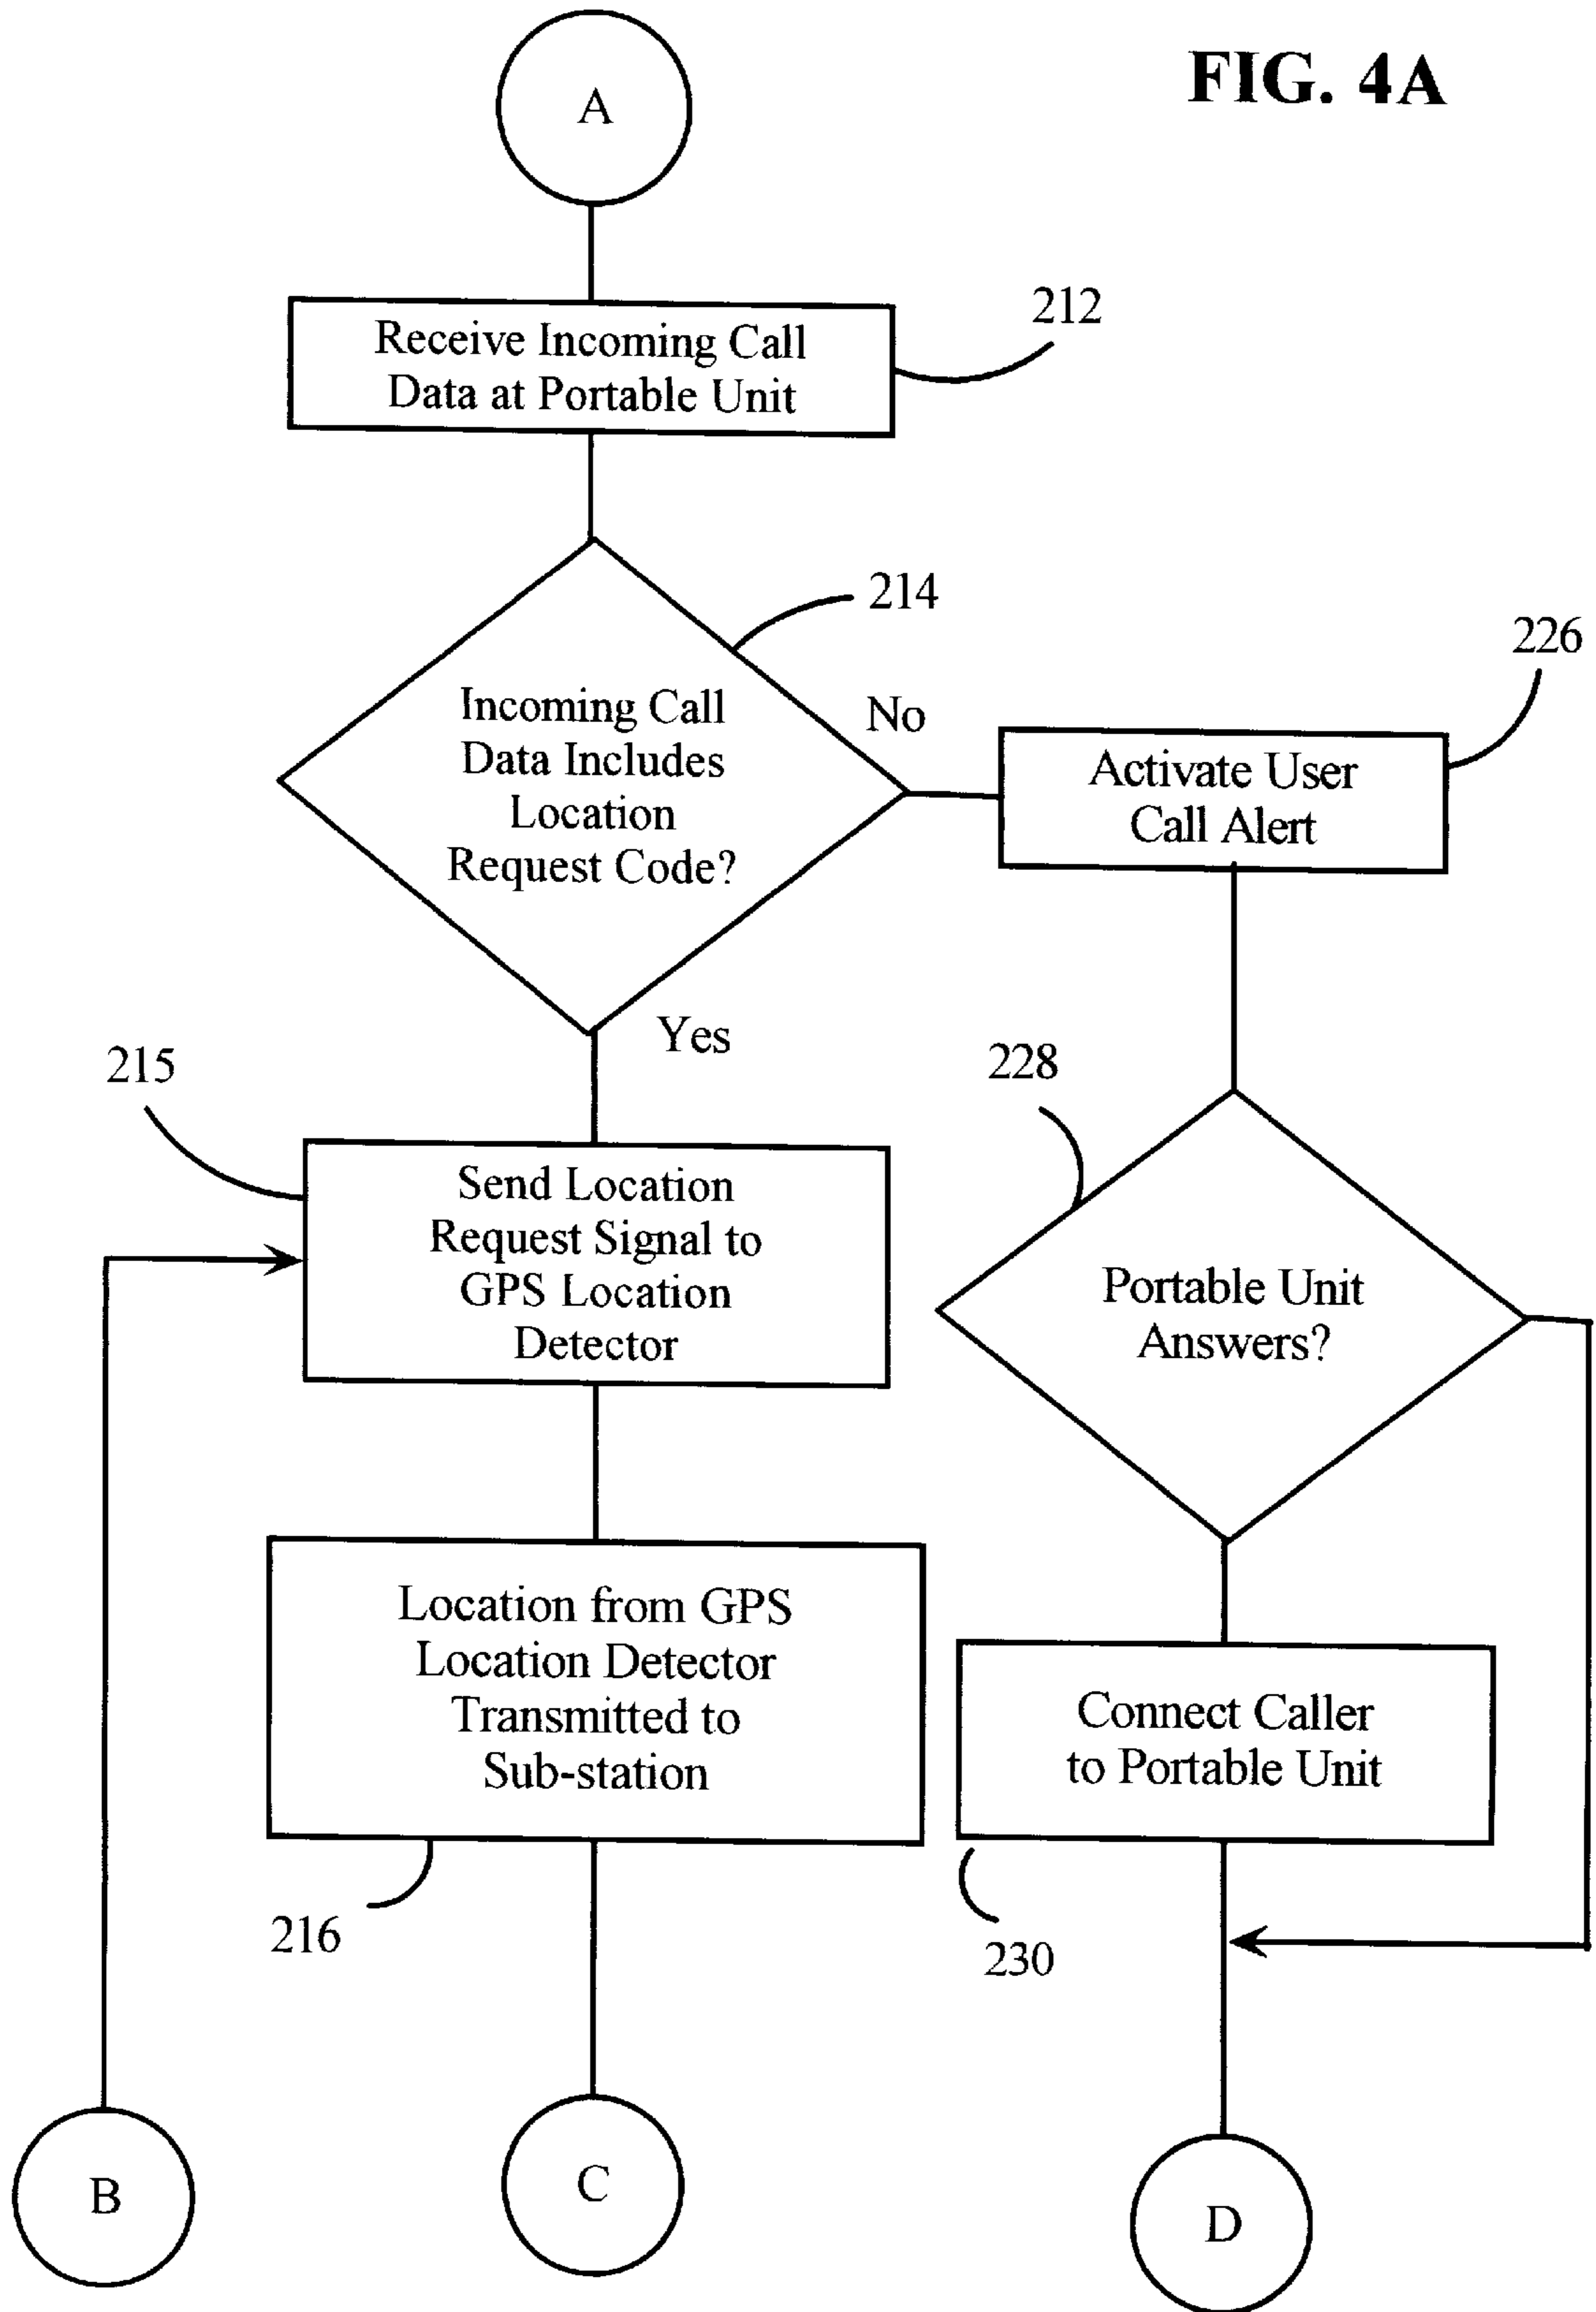 FIG. 4A
A
212
Receive Incoming Call
Data at Portable Unit
214
Incoming Call
Data Includes
Location
Request Code?
No
226
Activate User
Call Alert
Yes
215
Send Location
Request Signal to
GPS Location
Detector
228
Portable Unit
Answers?
Location from GPS
Location Detector
Transmitted to
Sub-station
216
Connect Caller
to Portable Unit
230
B
C
D